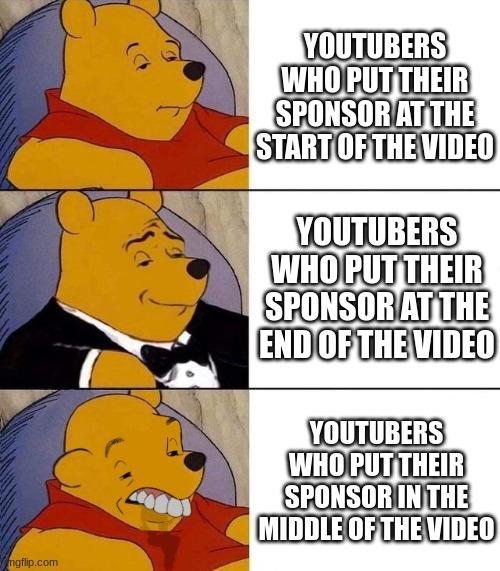 YOUTUBERS
WHO PUT THEIR
SPONSOR AT THE
START OF THE VIDEO
YOUTUBERS
WHO PUT THEIR
SPONSOR AT THE
END OF THE VIDEO
YOUTUBERS
WHO PUT THEIR
SPONSOR IN THE
MIDDLE OF THE VIDEO
imgflip.com